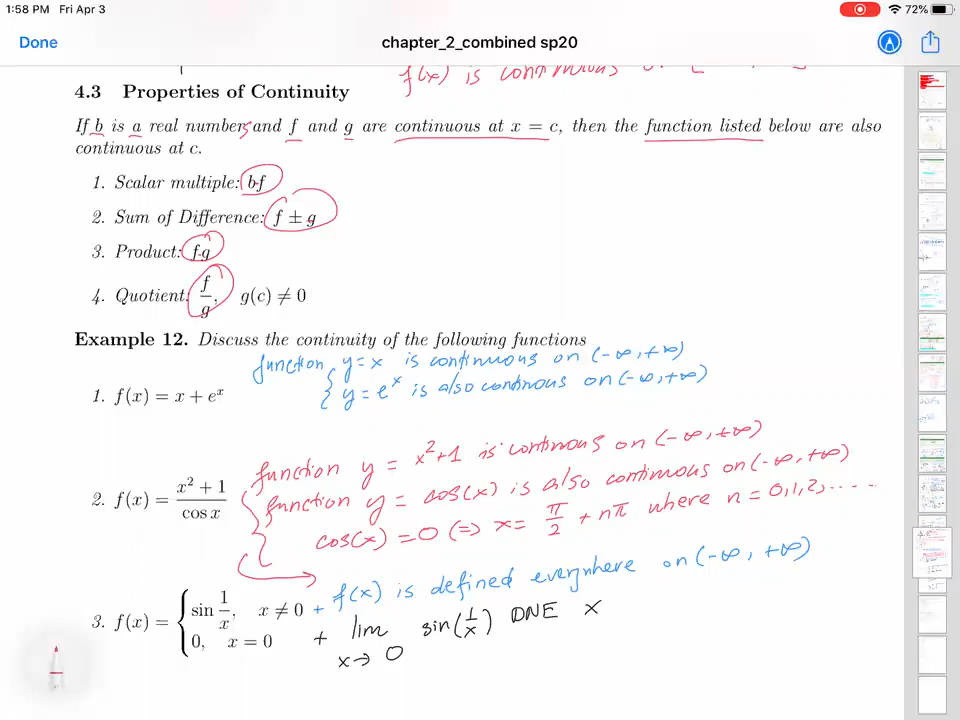 1:58 PM Fri Apr 3
72%
Done
chapter_2_combined sp20
f(x) is continuous
4.3 Properties of Continuity
If b is a real numbers and f and g are continuous at x = c, then the function listed below are also
continuous at c.
1. Scalar multiple: bf
2. Sum of Difference: f ± g
3. Product: fg
4. Quotient: f/g, g(c) ≠ 0
Example 12. Discuss the continuity of the following functions
function y = x is continuous on (-∞, +∞)
{ y = e^x is also continous on (-∞, +∞)
1. f(x) = x + e^x
function y = x^2+1 is continous on (-∞, +∞)
function y = cos(x) is also continous on (-∞, +∞)
2. f(x) = (x^2 + 1)/(cos x)
cos(x) = 0 (=> x = π/2 + nπ where n = 0,1,2, .....
+ f(x) is defined everywhere on (-∞, +∞)
3. f(x) = { sin 1/x, x ≠ 0
0, x = 0
+ lim x→0 sin(1/x) DNE x